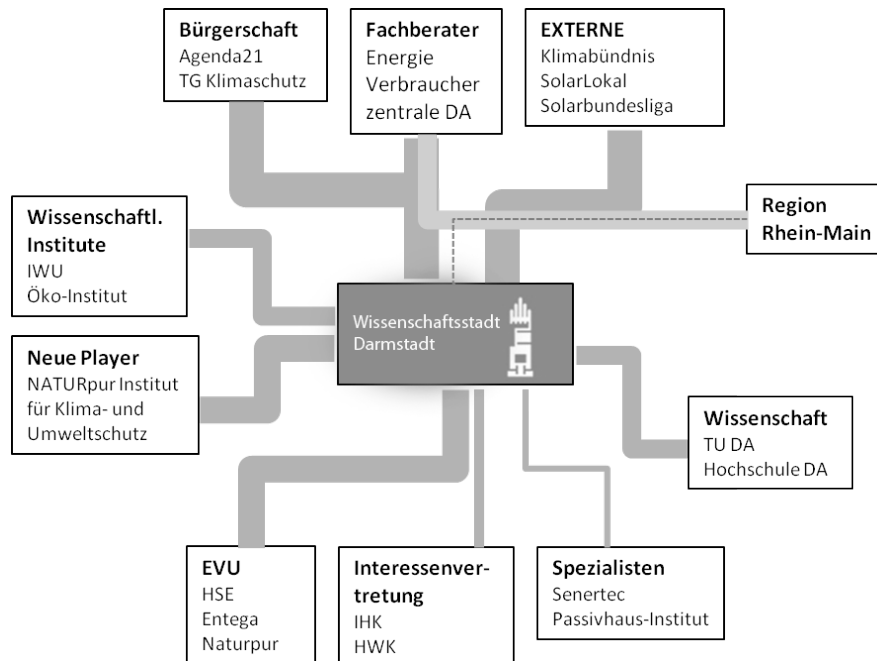 Bürgerschaft
Agenda21
TG Klimaschutz
Fachberater
Energie
Verbraucher
zentrale DA
EXTERNE
Klimabündnis
SolarLokal
Solarbundesliga
Region
Rhein-Main
Wissenschaftl.
Institute
IWU
Öko-Institut
Wissenschaftsstadt
Darmstadt
Neue Player
NATURpur Institut
für Klima- und
Umweltschutz
Wissenschaft
TU DA
Hochschule DA
EVU
HSE
Entega
Naturpur
Interessenver-
tretung
IHK
HWK
Spezialisten
Senertec
Passivhaus-Institut